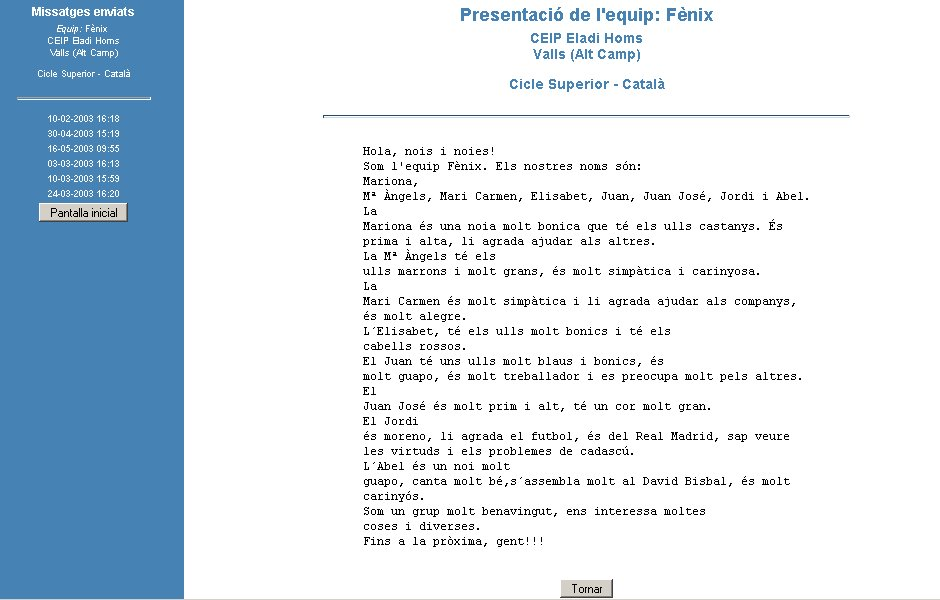 Missatges enviats
Equip: Fènix
CEIP Eladi Homs
Valls (Alt Camp)
Cicle Superior - Català
10-02-2003 16:18
30-04-2003 15:19
16-05-2003 09:55
03-03-2003 16:13
10-03-2003 15:59
24-03-2003 16:20
Pantalla inicial
Presentació de l'equip: Fènix
CEIP Eladi Homs
Valls (Alt Camp)
Cicle Superior - Català
Hola, nois i noies!
Som l'equip Fènix. Els nostres noms són:
Mariona,
Mª Àngels, Mari Carmen, Elisabet, Juan, Juan José, Jordi i Abel.
La
Mariona és una noia molt bonica que té els ulls castanys. És
prima i alta, li agrada ajudar als altres.
La Mª Àngels té els
ulls marrons i molt grans, és molt simpàtica i carinyosa.
La
Mari Carmen és molt simpàtica i li agrada ajudar als companys,
és molt alegre.
L´Elisabet, té els ulls molt bonics i té els
cabells rossos.
El Juan té uns ulls molt blaus i bonics, és
molt guapo, és molt treballador i es preocupa molt pels altres.
El
Juan José és molt prim i alt, té un cor molt gran.
El Jordi
és moreno, li agrada el futbol, és del Real Madrid, sap veure
les virtuds i els problemes de cadascú.
L´Abel és un noi molt
guapo, canta molt bé,s´assembla molt al David Bisbal, és molt
carinyós.
Som un grup molt benavingut, ens interessa moltes
coses i diverses.
Fins a la pròxima, gent!!!
Tornar